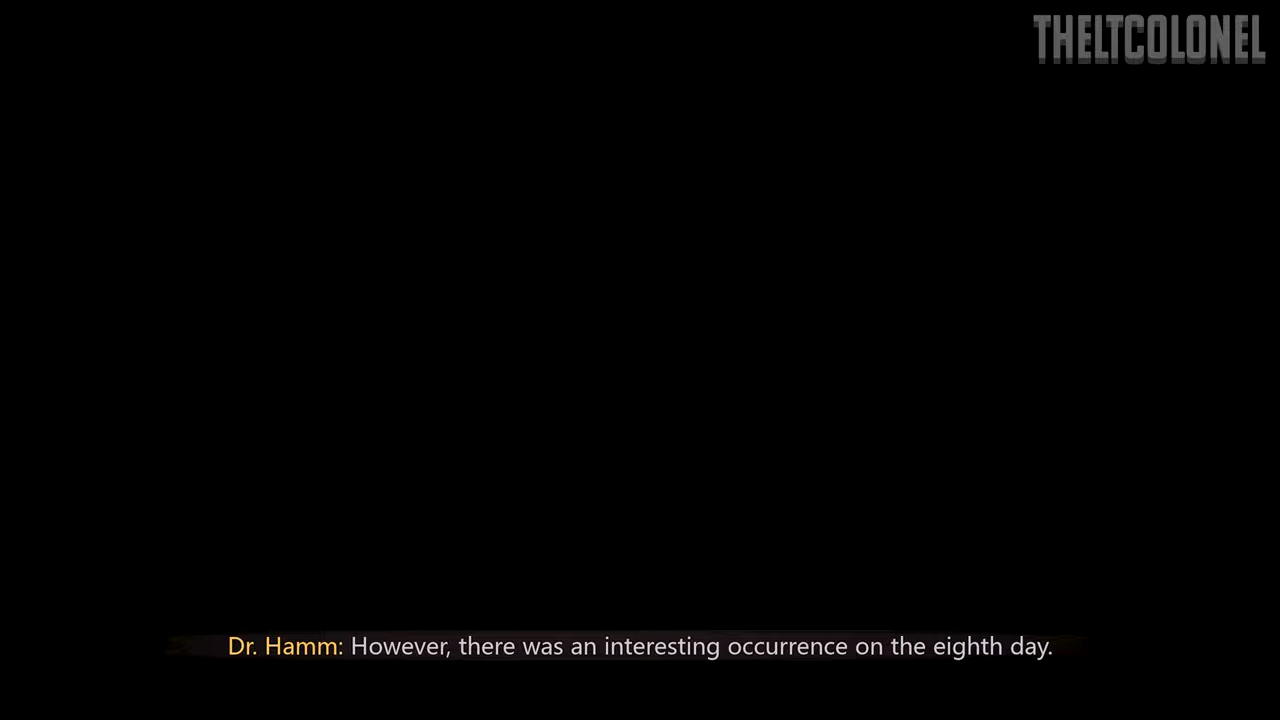 THELTCOLONEL
Dr. Hamm: However, there was an interesting occurrence on the eighth day.